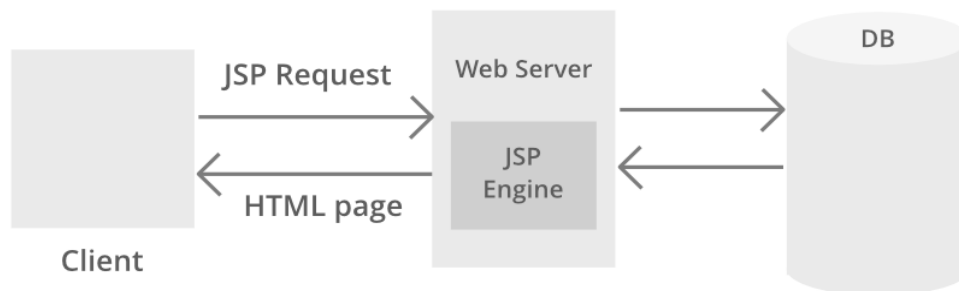 JSP Request
HTML page
Client
Web Server
JSP
Engine
DB